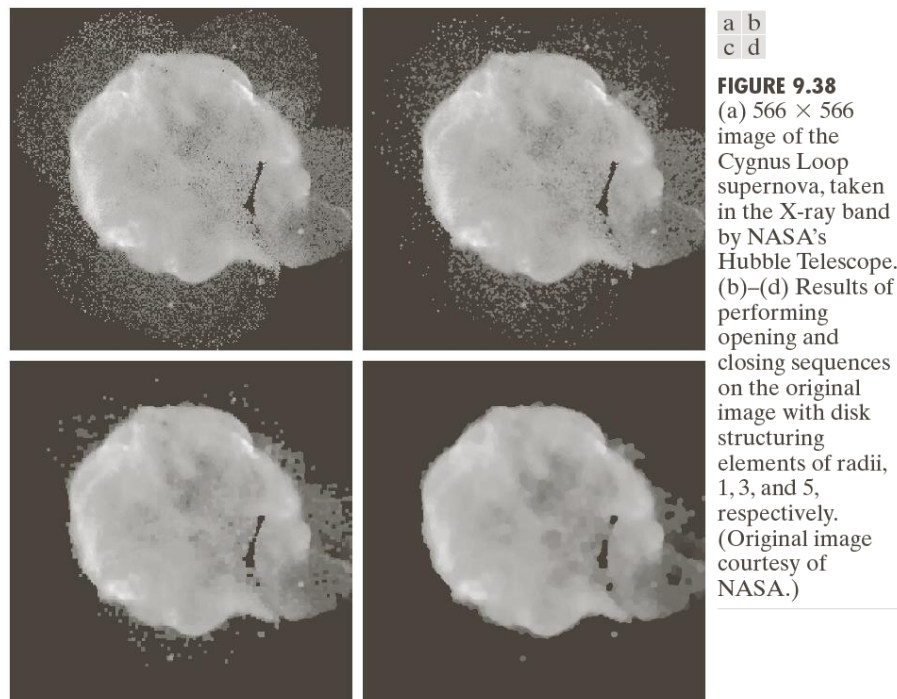 a b
c d
FIGURE 9.38
(a) 566 × 566
image of the
Cygnus Loop
supernova, taken
in the X-ray band
by NASA’s
Hubble Telescope.
(b)–(d) Results of
performing
opening and
closing sequences
on the original
image with disk
structuring
elements of radii,
1, 3, and 5,
respectively.
(Original image
courtesy of
NASA.)